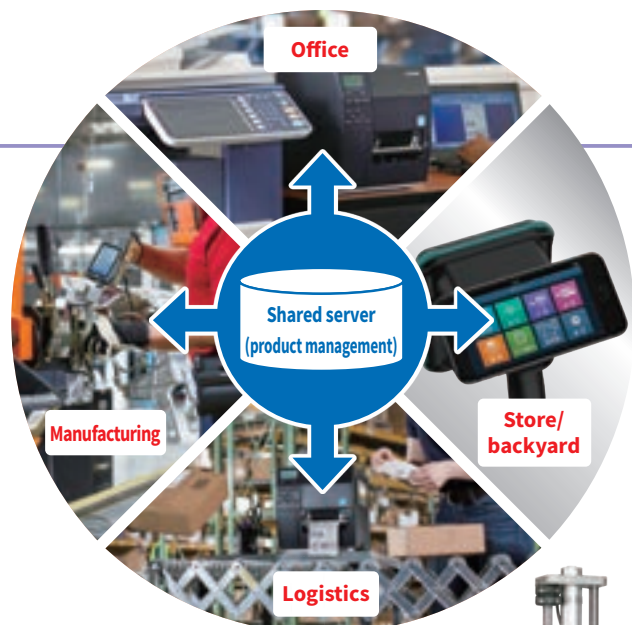 Office
Shared server
(product management)
Manufacturing
Store/
backyard
Logistics